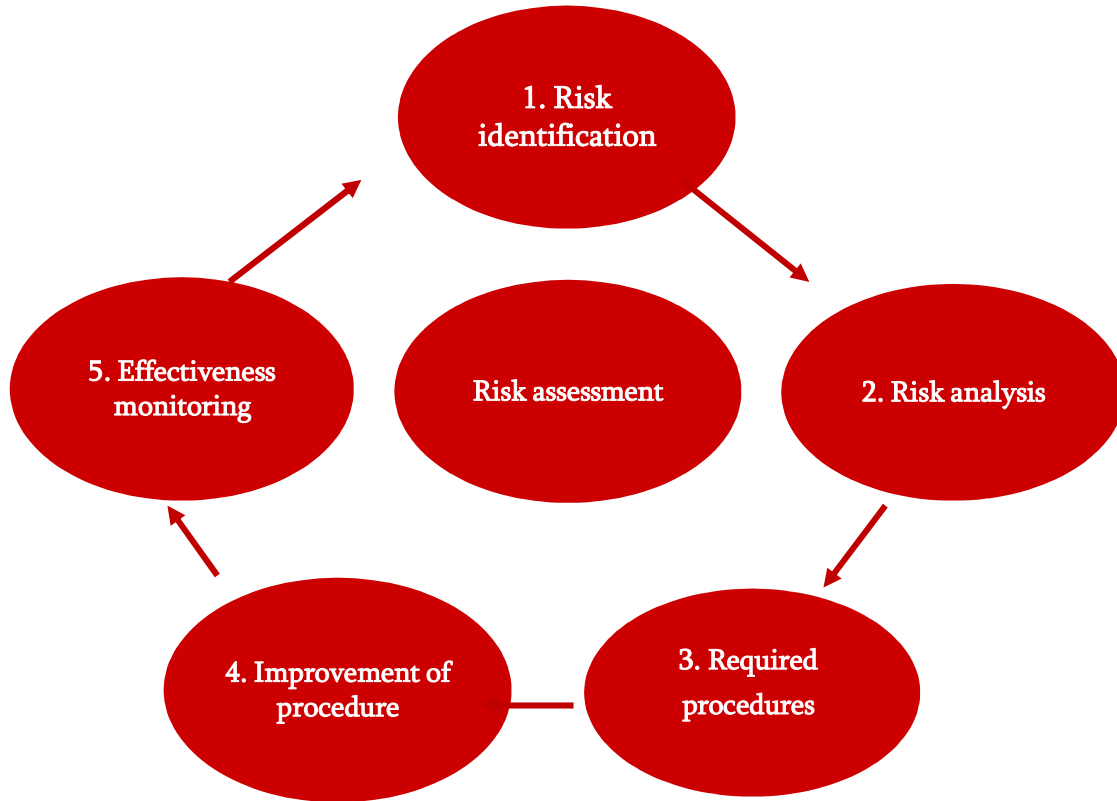 1. Risk
identification
5. Effectiveness
monitoring
Risk assessment
2. Risk analysis
4. Improvement of
procedure
3. Required
procedures